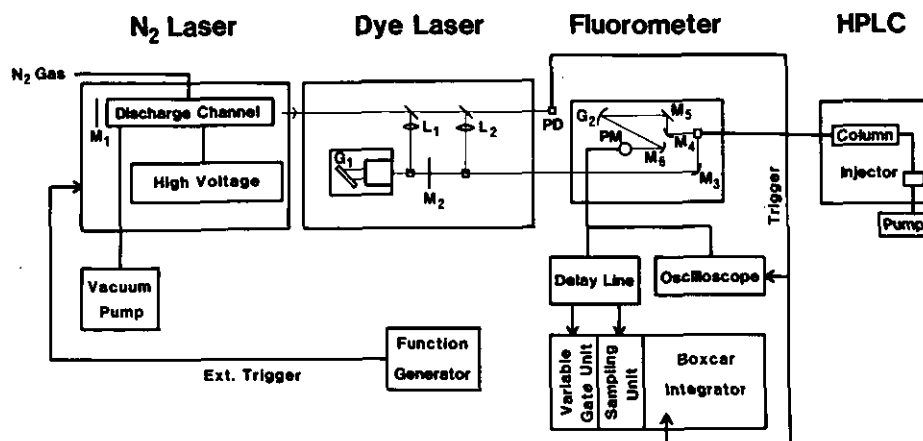 N2 Laser
Dye Laser
Fluorometer
HPLC
N2 Gas
Discharge Channel
M1
High Voltage
Vacuum
Pump
L1
L2
G1
M2
PD
G2
M5
PM
M4
M6
M3
Trigger
Column
Injector
Pump
Delay Line
Oscilloscope
Function
Generator
Ext. Trigger
Variable
Gate Unit
Sampling
Unit
Boxcar
Integrator